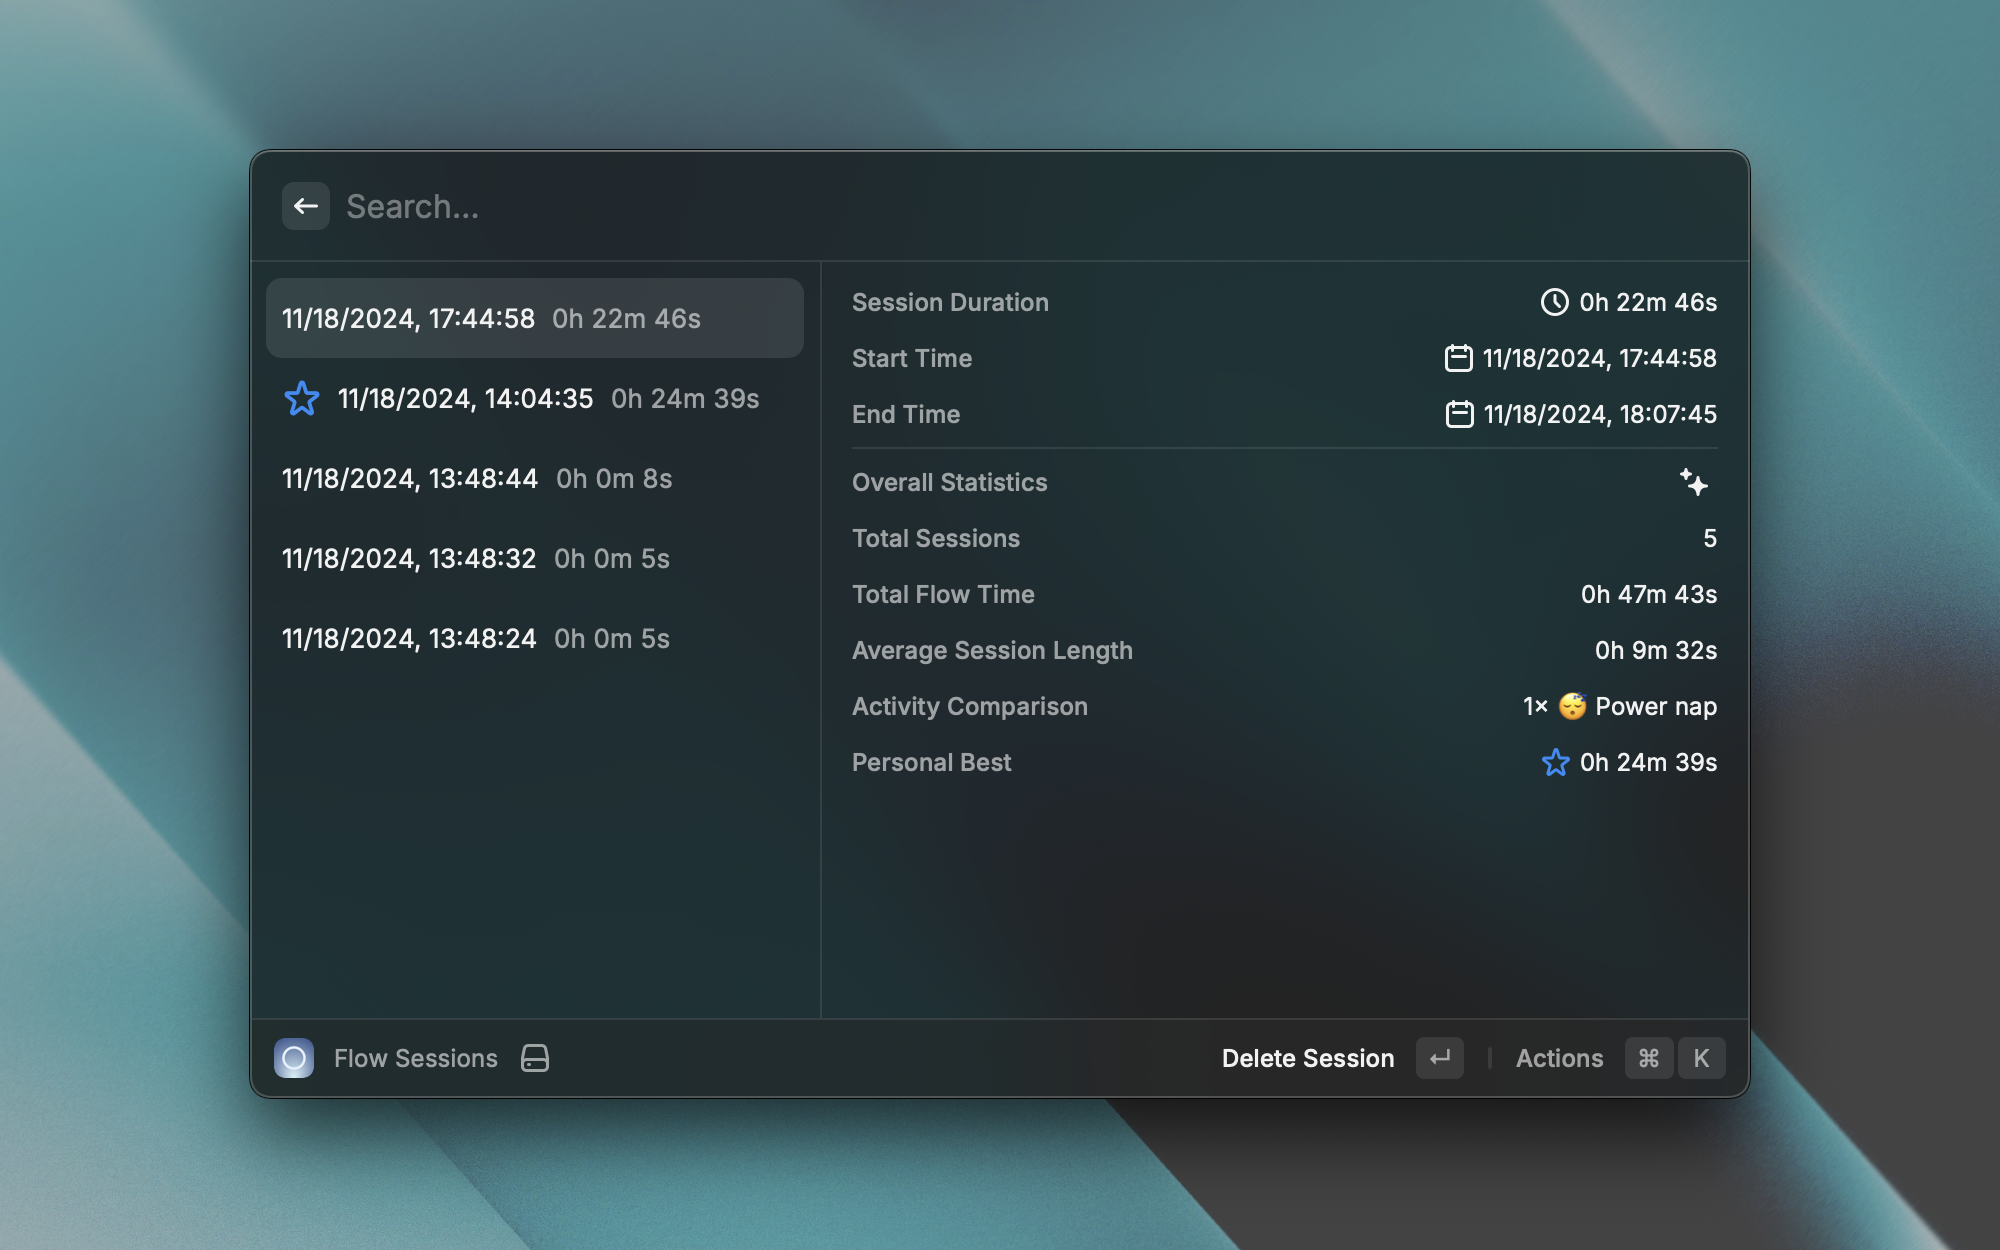 Search...
11/18/2024, 17:44:58 0h 22m 46s
11/18/2024, 14:04:35 0h 24m 39s
11/18/2024, 13:48:44 0h 0m 8s
11/18/2024, 13:48:32 0h 0m 5s
11/18/2024, 13:48:24 0h 0m 5s
Session Duration 0h 22m 46s
Start Time 11/18/2024, 17:44:58
End Time 11/18/2024, 18:07:45
Overall Statistics
Total Sessions 5
Total Flow Time 0h 47m 43s
Average Session Length 0h 9m 32s
Activity Comparison 1× 😴 Power nap
Personal Best 0h 24m 39s
Flow Sessions Delete Session ↵ Actions ⌘ K